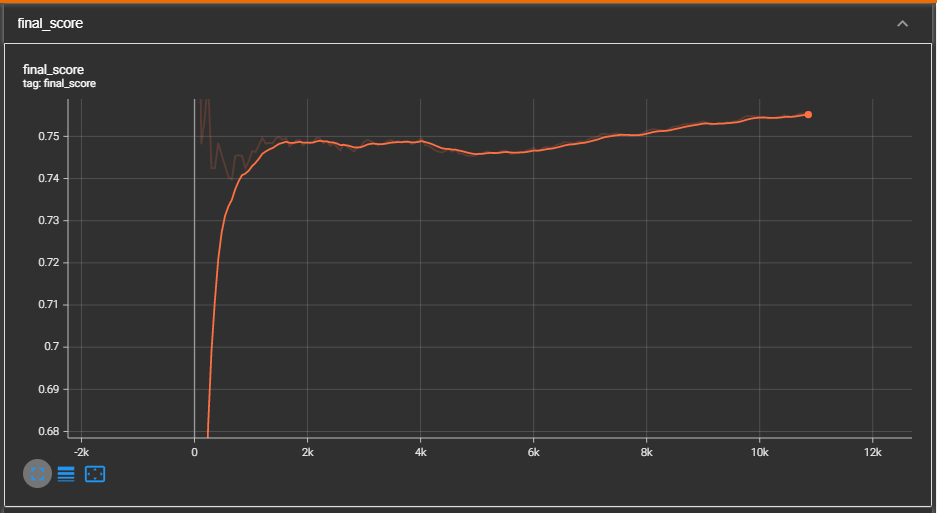 final_score
final_score
tag: final_score
0.75
0.74
0.73
0.72
0.71
0.7
0.69
0.68
-2k 0 2k 4k 6k 8k 10k 12k